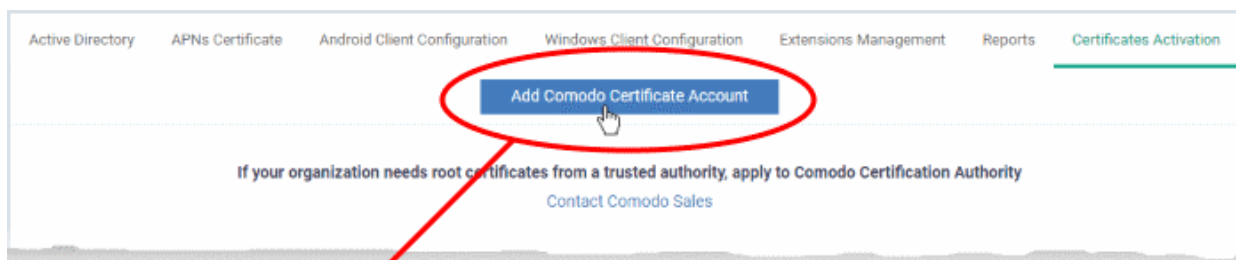 Active Directory APNs Certificate Android Client Configuration Windows Client Configuration Extensions Management Reports Certificates Activation
Add Comodo Certificate Account
If your organization needs root certificates from a trusted authority, apply to Comodo Certification Authority
Contact Comodo Sales